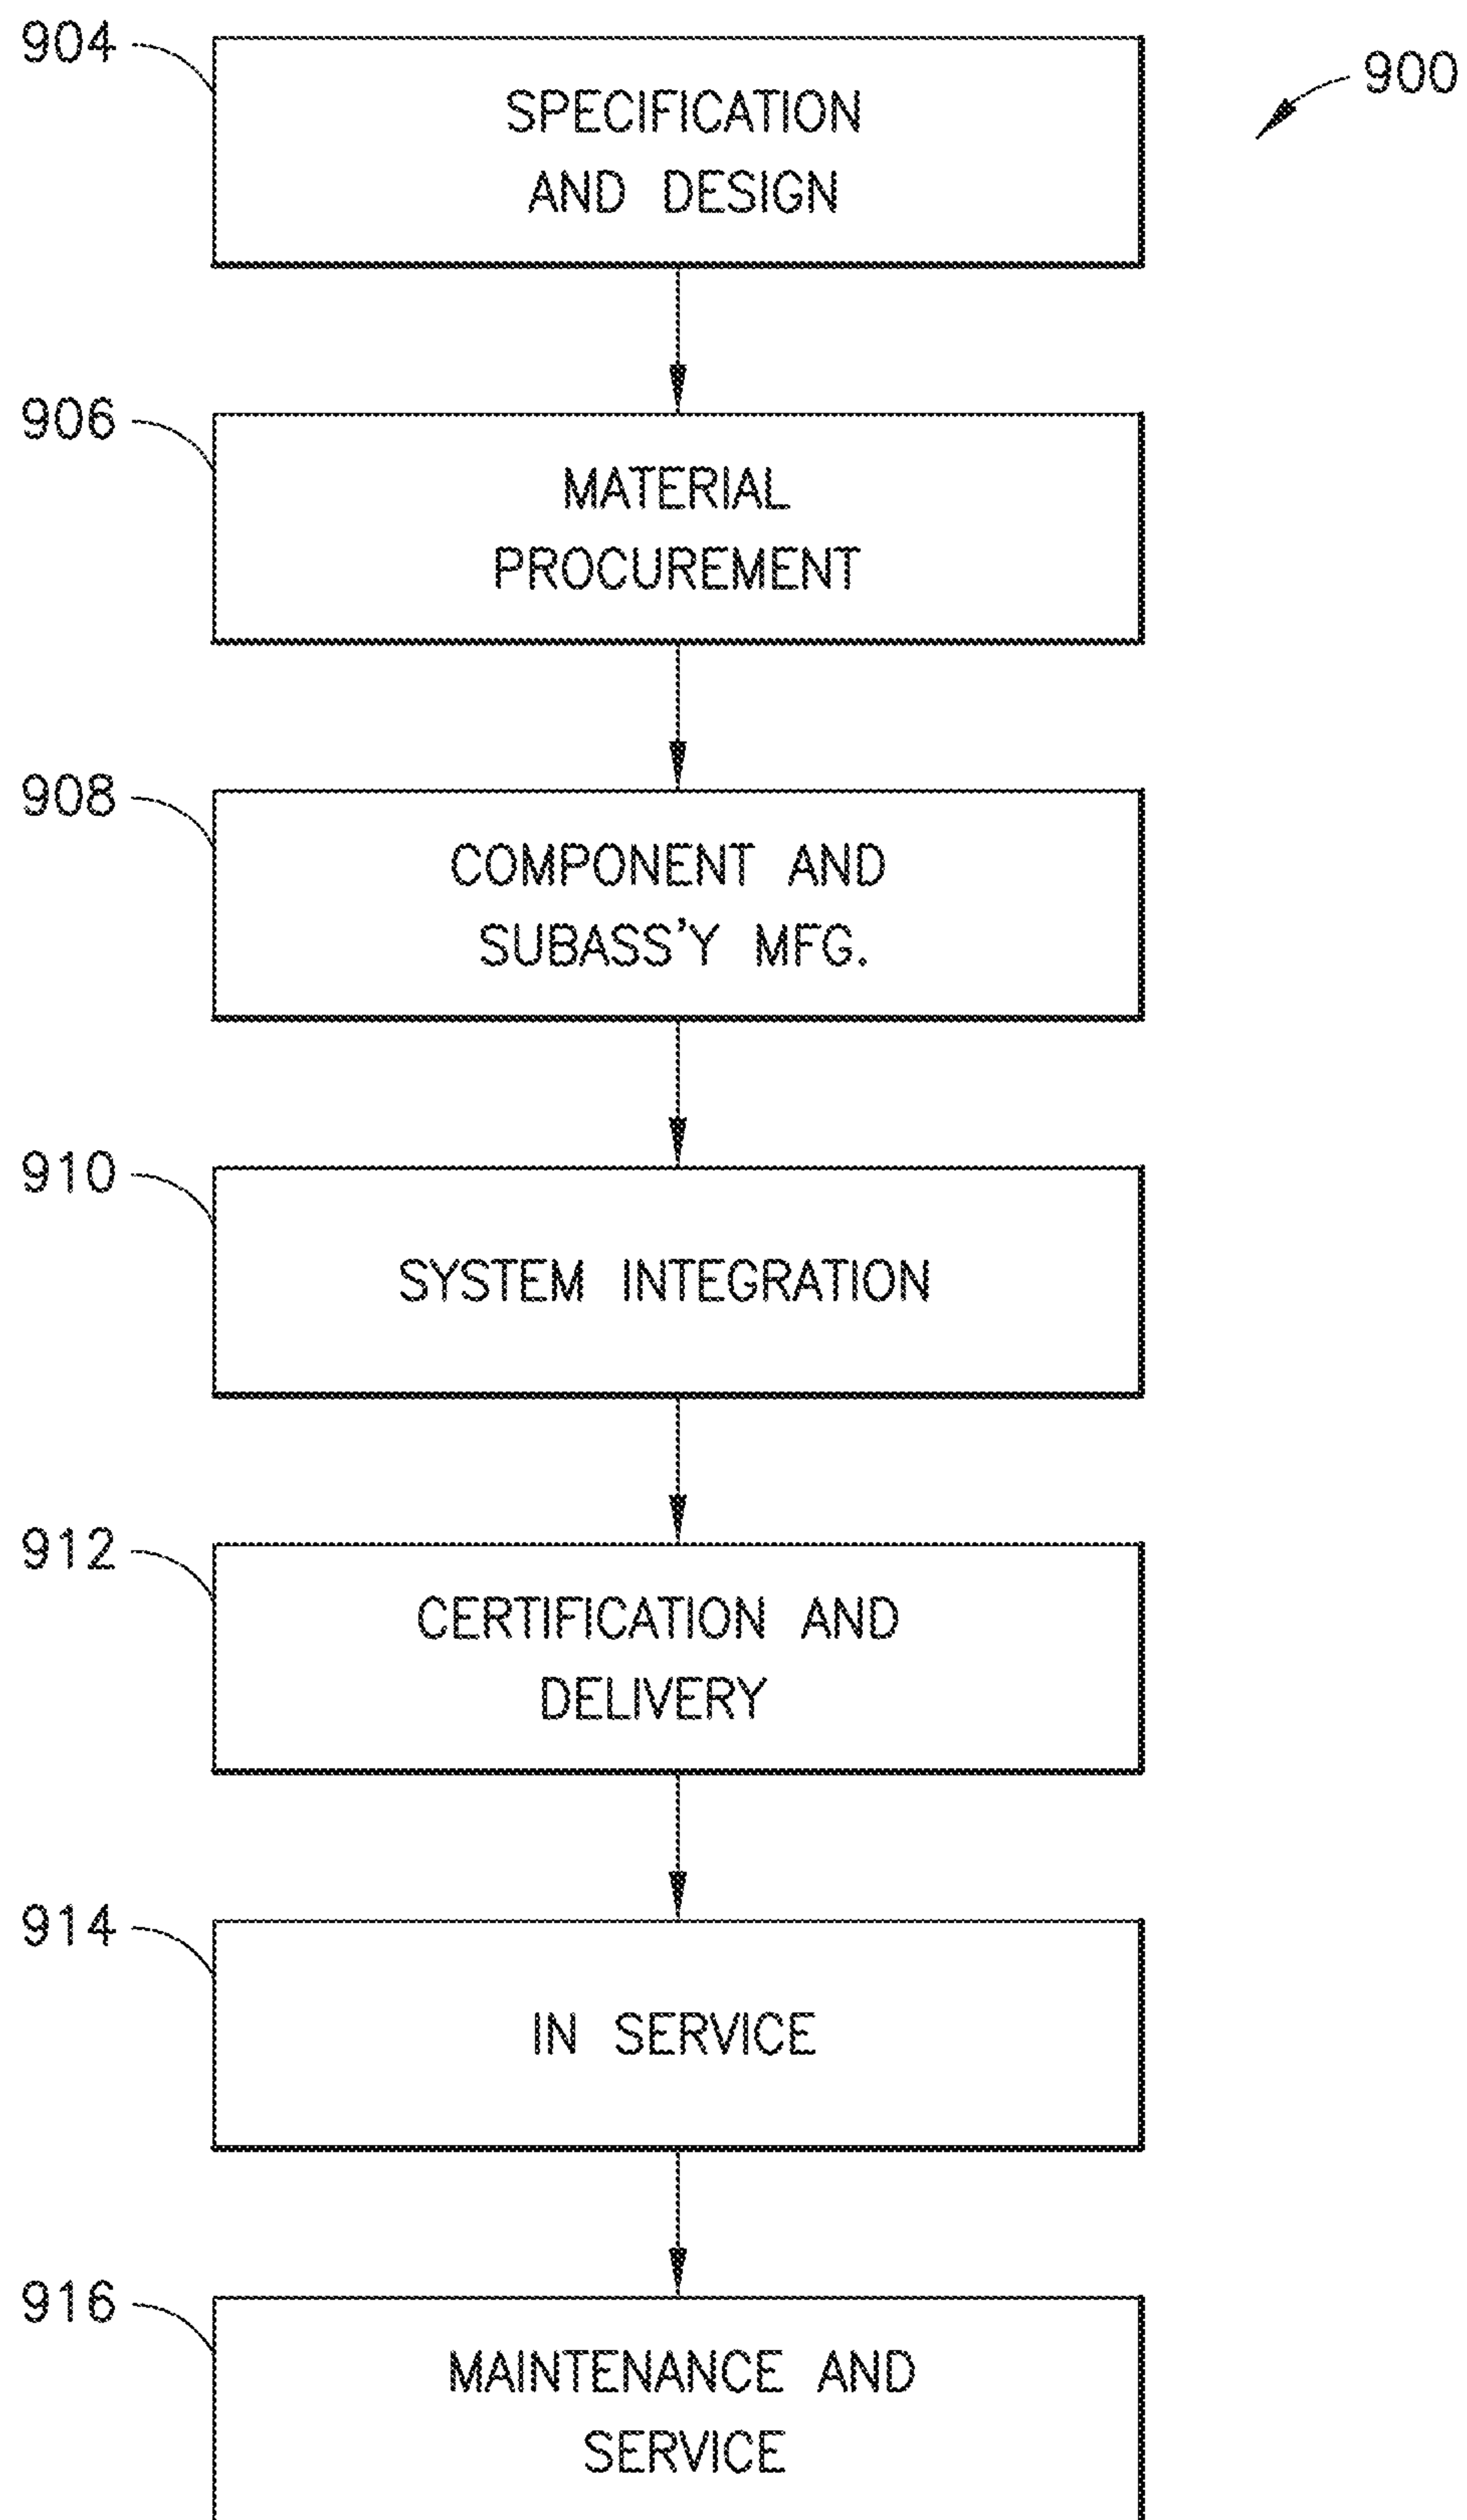 904
900
SPECIFICATION
AND DESIGN
906
MATERIAL
PROCUREMENT
908
COMPONENT AND
SUBASS'Y MFG.
910
SYSTEM INTEGRATION
912
CERTIFICATION AND
DELIVERY
914
IN SERVICE
916
MAINTENANCE AND
SERVICE